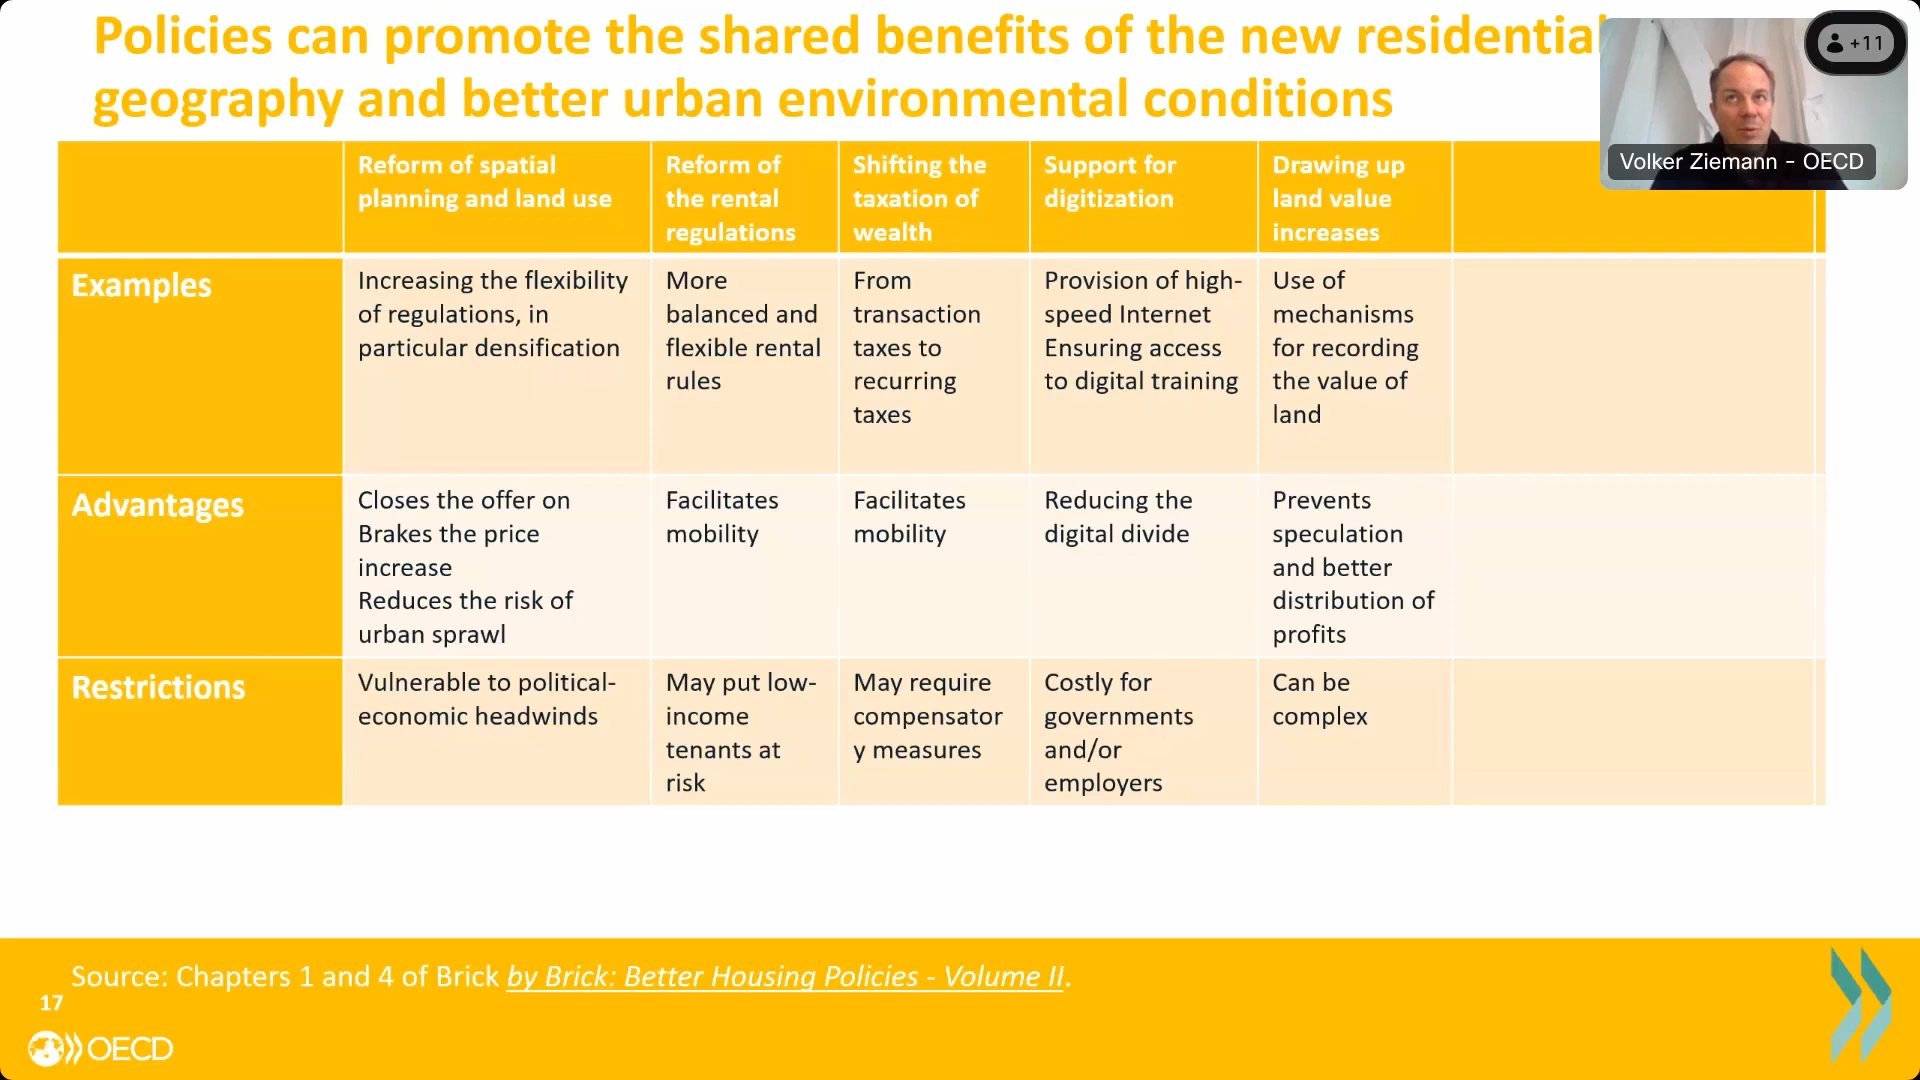 Policies can promote the shared benefits of the new residential
geography and better urban environmental conditions
+11
Volker Ziemann - OECD
Reform of spatial
planning and land use
Reform of
the rental
regulations
Shifting the
taxation of
wealth
Support for
digitization
Drawing up
land value
increases
Examples
Increasing the flexibility
of regulations, in
particular densification
More
balanced and
flexible rental
rules
From
transaction
taxes to
recurring
taxes
Provision of high-
speed Internet
Ensuring access
to digital training
Use of
mechanisms
for recording
the value of
land
Advantages
Closes the offer on
Brakes the price
increase
Reduces the risk of
urban sprawl
Facilitates
mobility
Facilitates
mobility
Reducing the
digital divide
Prevents
speculation
and better
distribution of
profits
Restrictions
Vulnerable to political-
economic headwinds
May put low-
income
tenants at
risk
May require
compensator
y measures
Costly for
governments
and/or
employers
Can be
complex
Source: Chapters 1 and 4 of Brick by Brick: Better Housing Policies - Volume II.
17
OECD